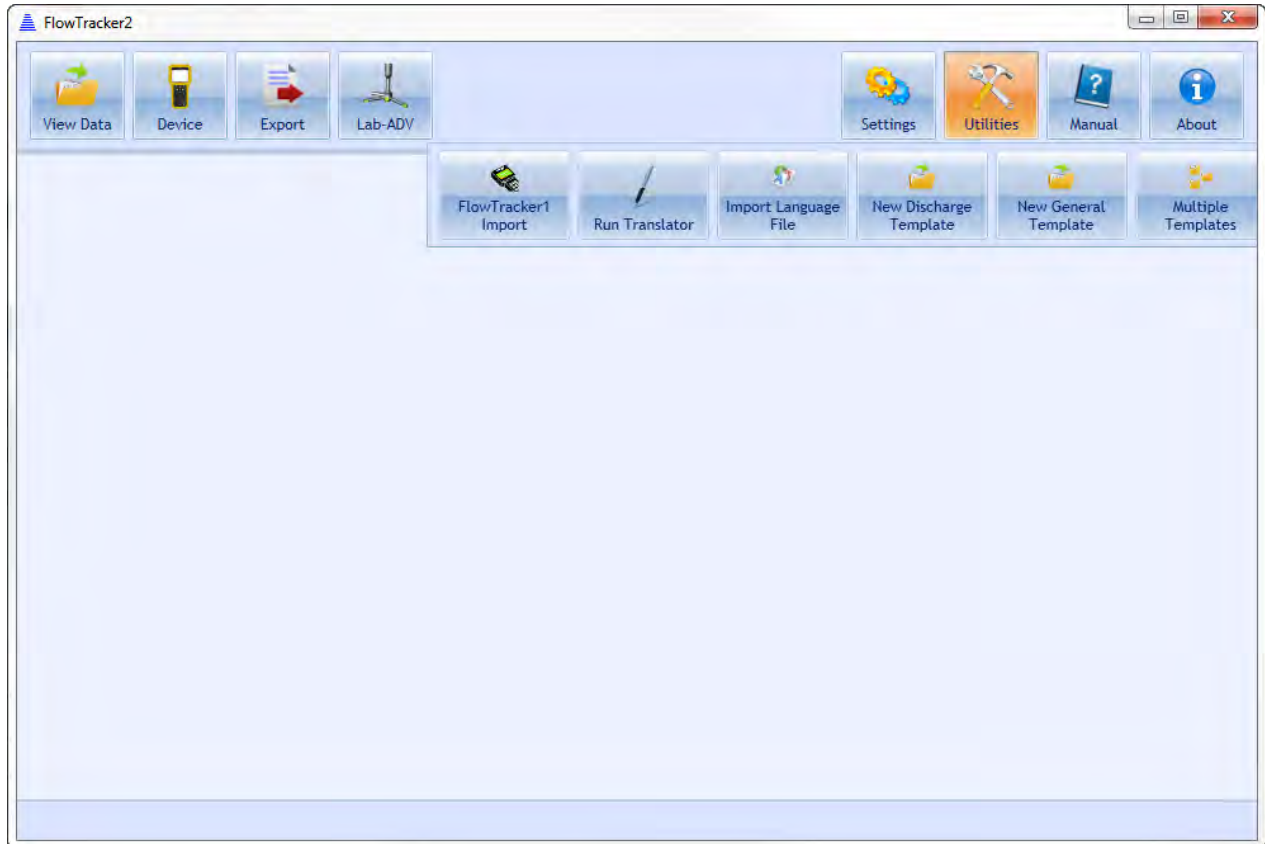 FlowTracker2
View Data
Device
Export
Lab-ADV
Settings
Utilities
Manual
About
FlowTracker1
Import
Run Translator
Import Language
File
New Discharge
Template
New General
Template
Multiple
Templates